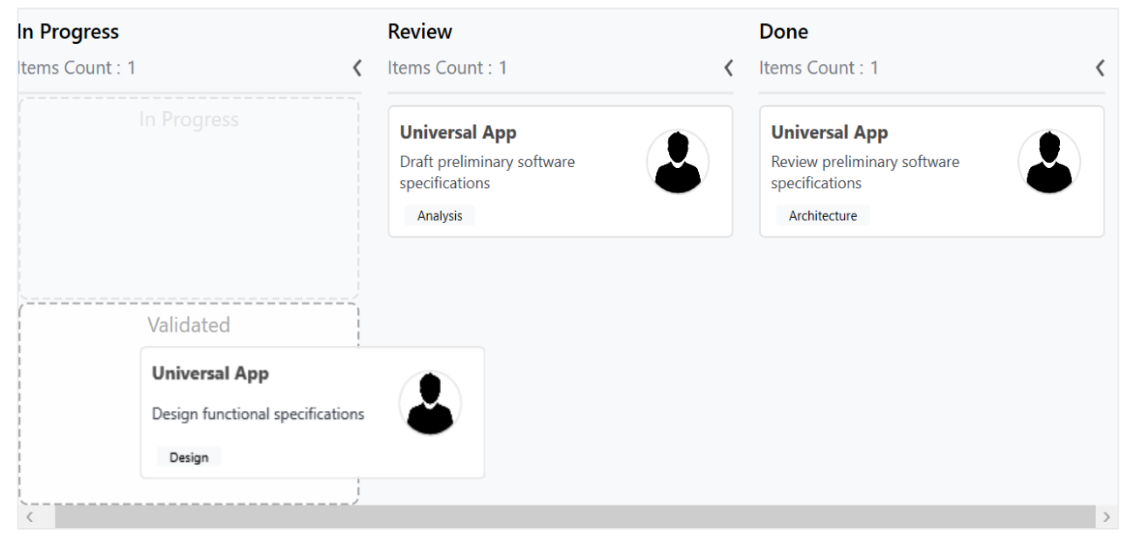 In Progress
Items Count : 1
In Progress
Validated
Universal App
Design functional specifications
Design
Review
Items Count : 1
Universal App
Draft preliminary software
specifications
Analysis
Done
Items Count : 1
Universal App
Review preliminary software
specifications
Architecture